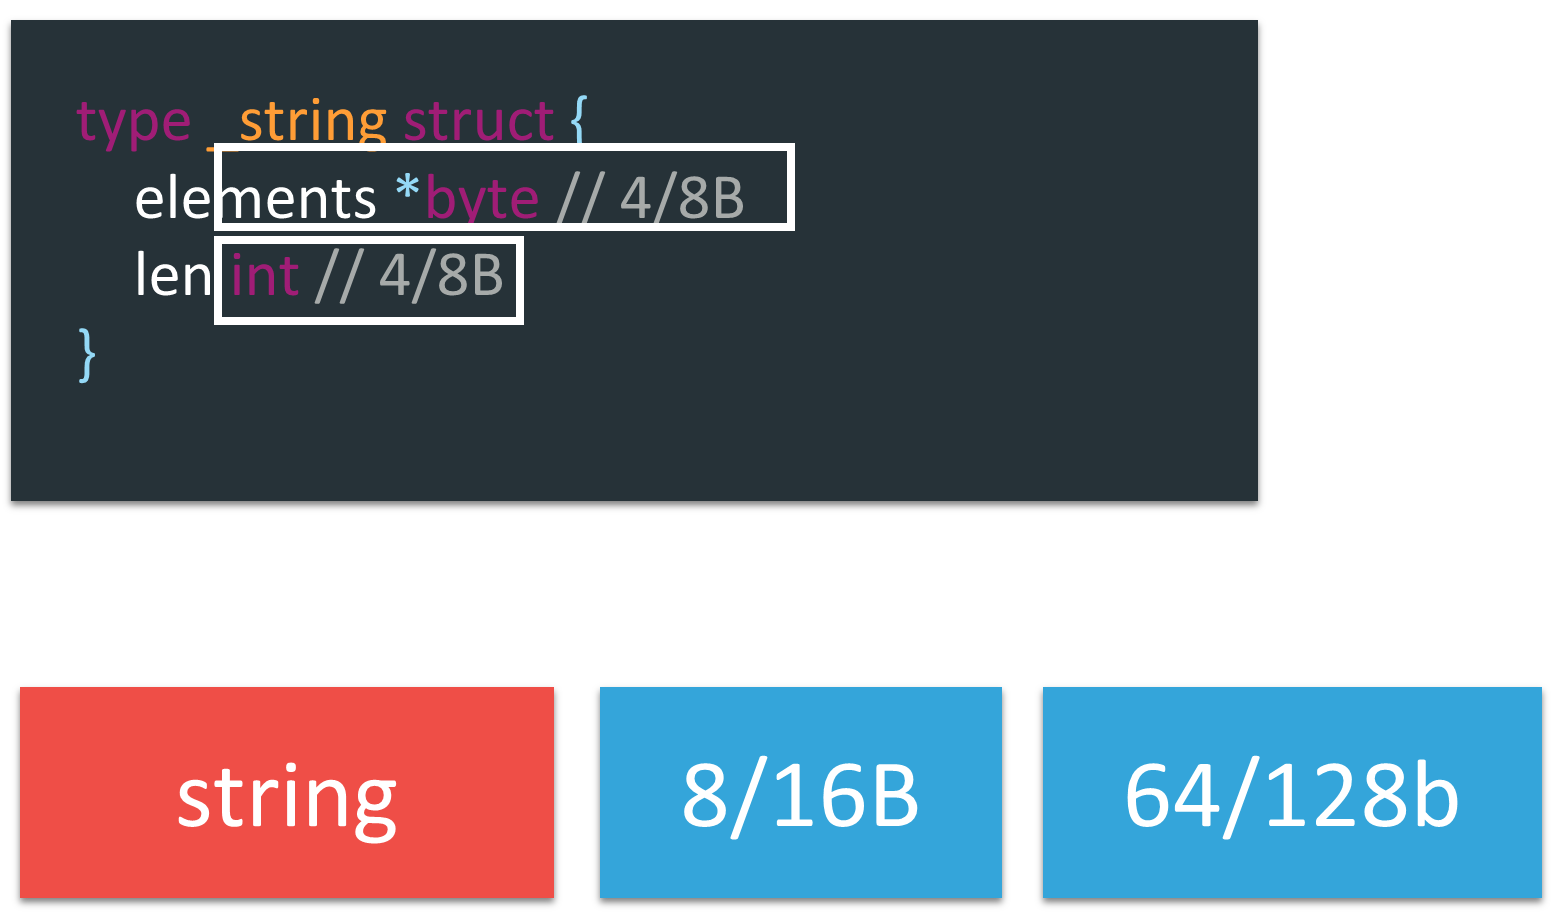 type _string struct {
elements *byte // 4/8B
len int // 4/8B
}
string
8/16B
64/128b